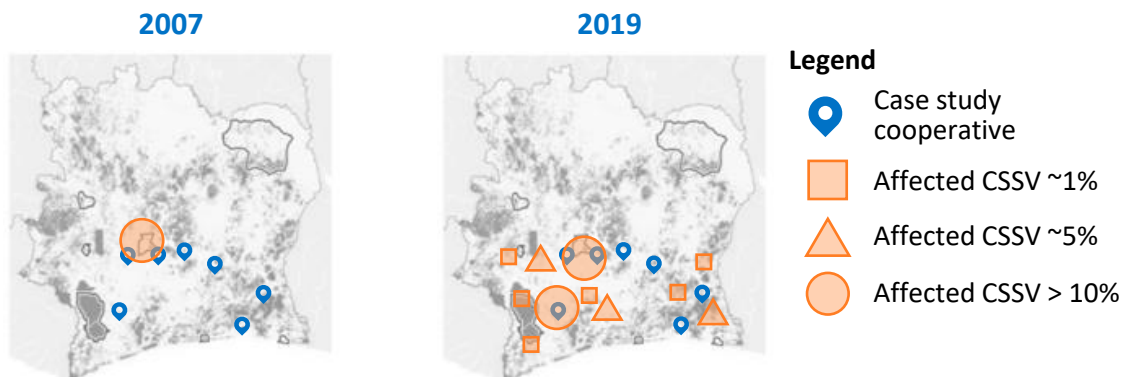 2007
2019
Legend
Case study
cooperative
Affected CSSV ~1%
Affected CSSV ~5%
Affected CSSV > 10%